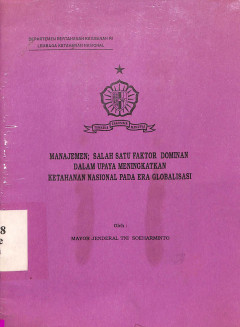 DEPARTEMEN PERTAHANAN KEAMANAN RI
LEMBAGA KETAHANAN NASIONAL
MANAJEMEN; SALAH SATU FAKTOR DOMINAN
DALAM UPAYA MENINGKATKAN
KETAHANAN NASIONAL PADA ERA GLOBALISASI
Oleh :
MAYOR JENDERAL TNI SOEDARMINTO
8